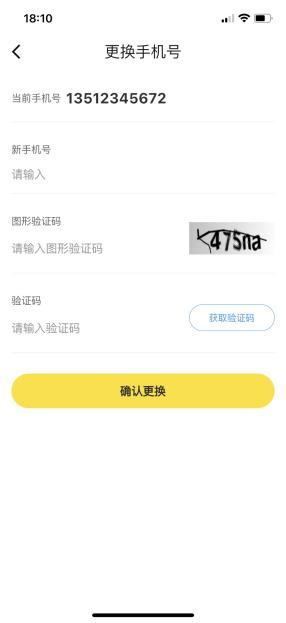 18:10
更换手机号
当前手机号 13512345672
新手机号
请输入
图形验证码
请输入图形验证码
475na
验证码
请输入验证码
获取验证码
确认更换